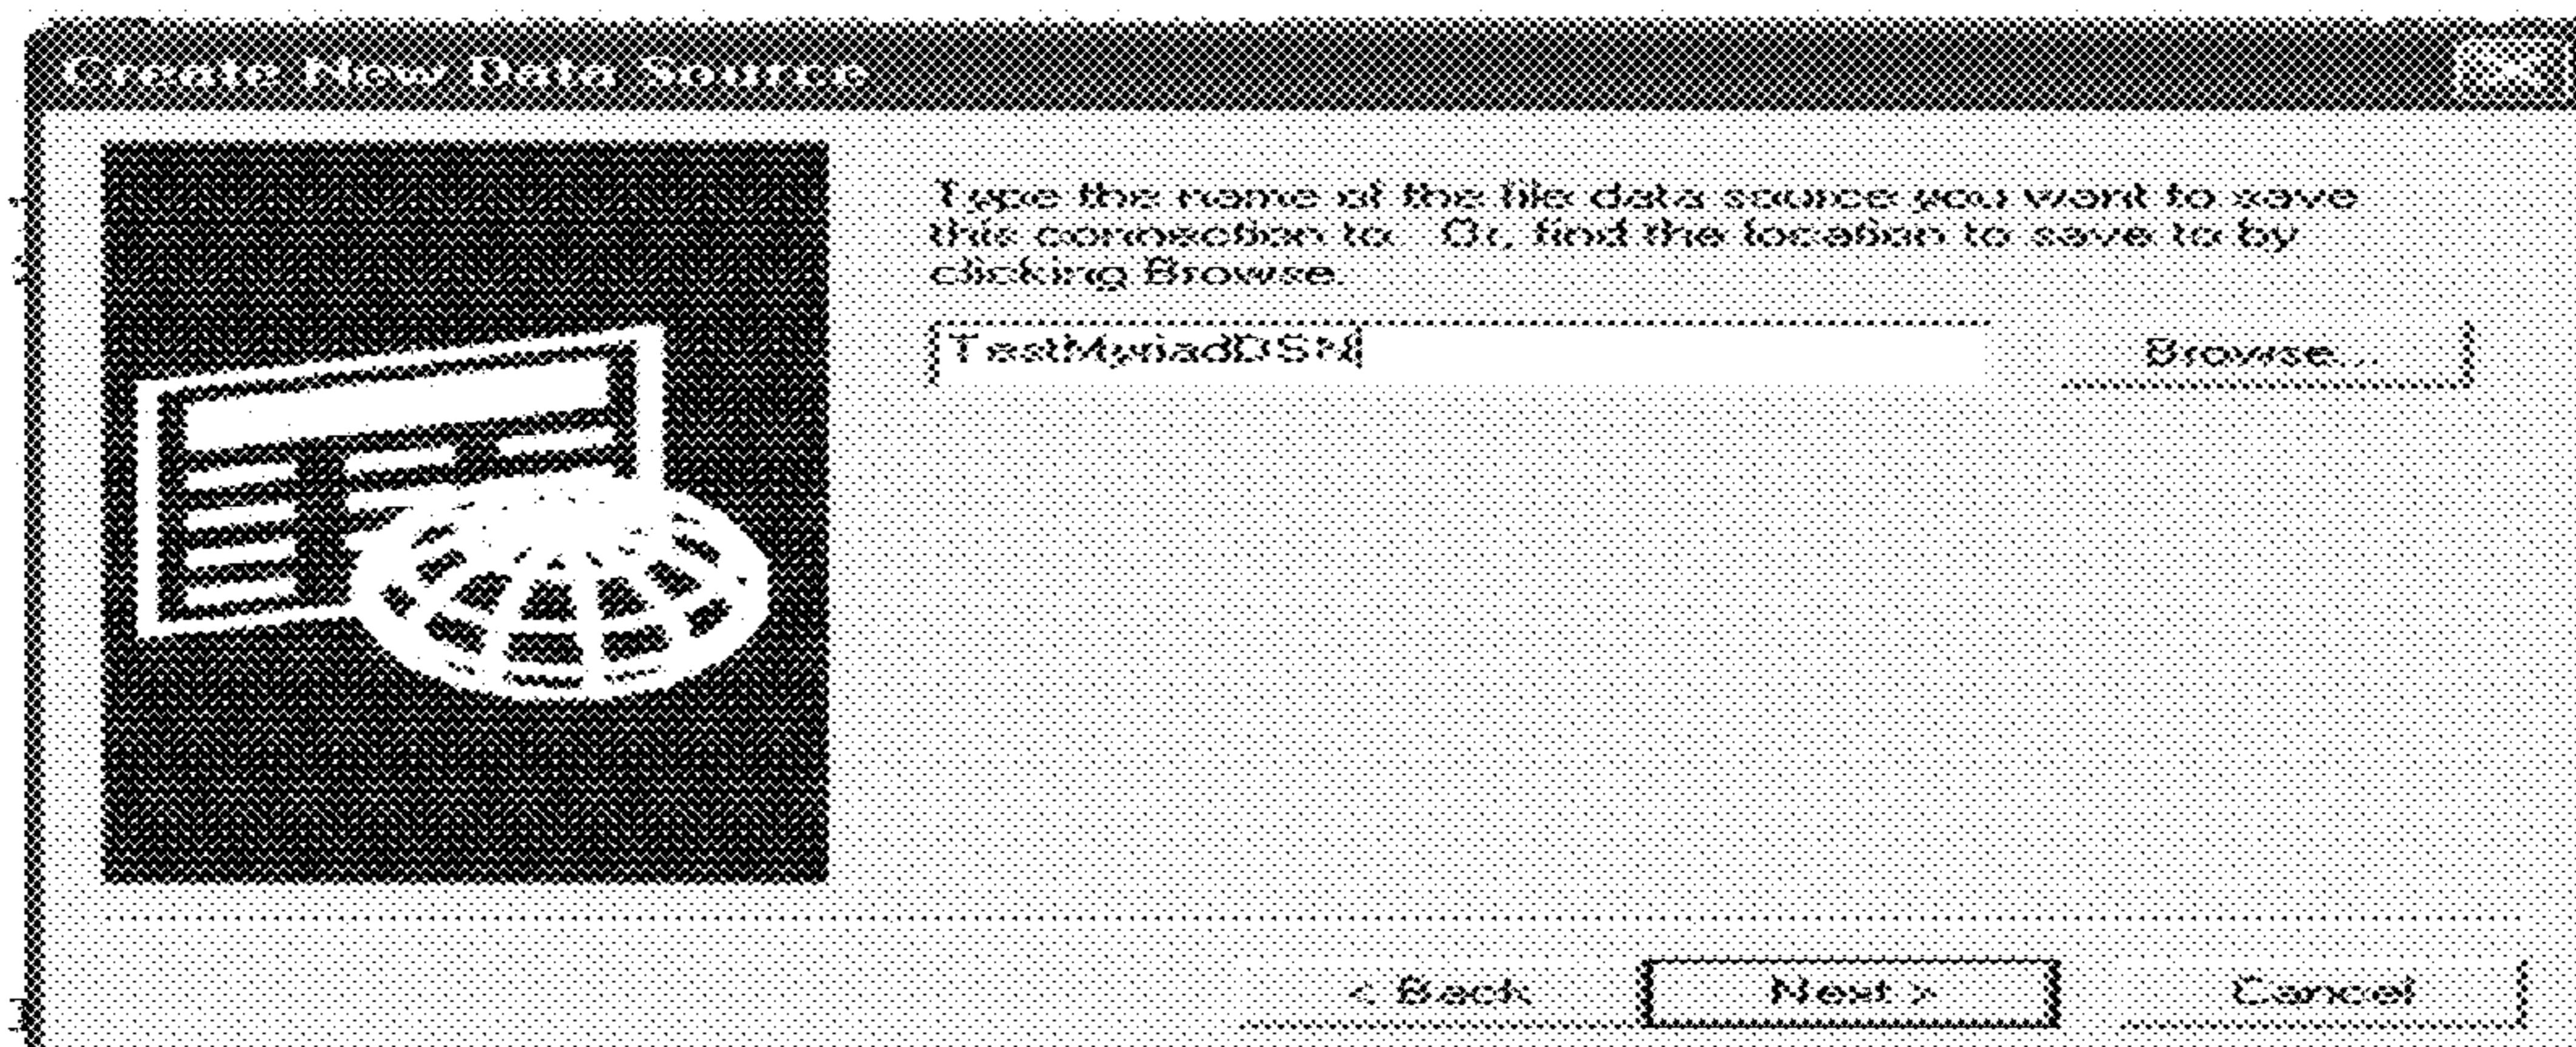 Create New Data Source
Type the name of the file data source you want to save
this connection to. Or, find the location to save to by
clicking Browse.
TestMyriadDSN
Browse...
< Back
Next >
Cancel